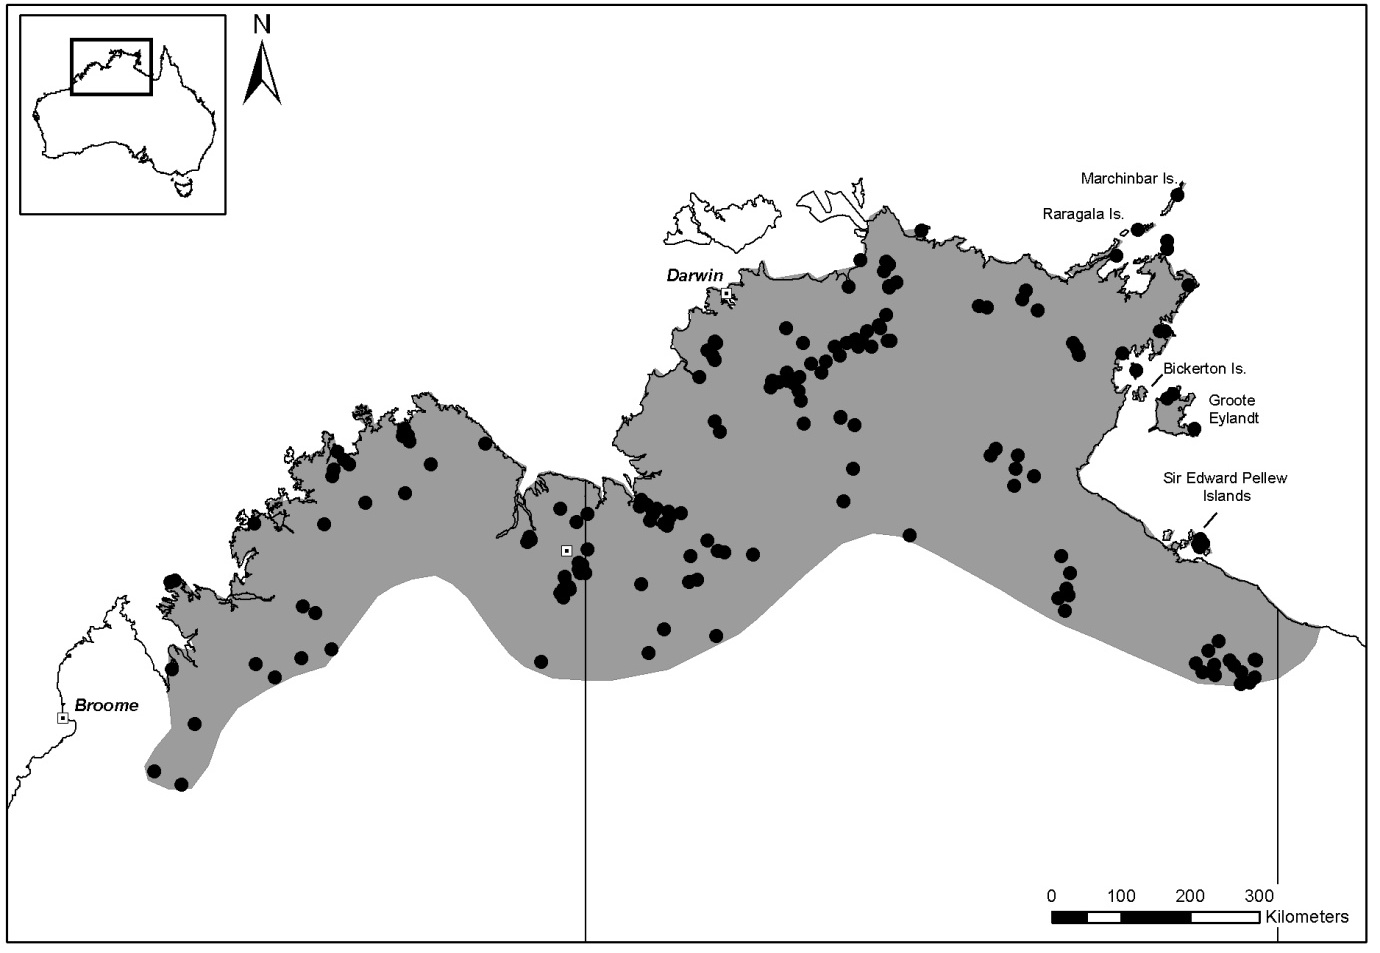 N
Marchinbar Is.
Raragala Is.
Darwin
Bickerton Is.
Groote
Eylandt
Sir Edward Pellew
Islands
Broome
0 100 200 300
Kilometers